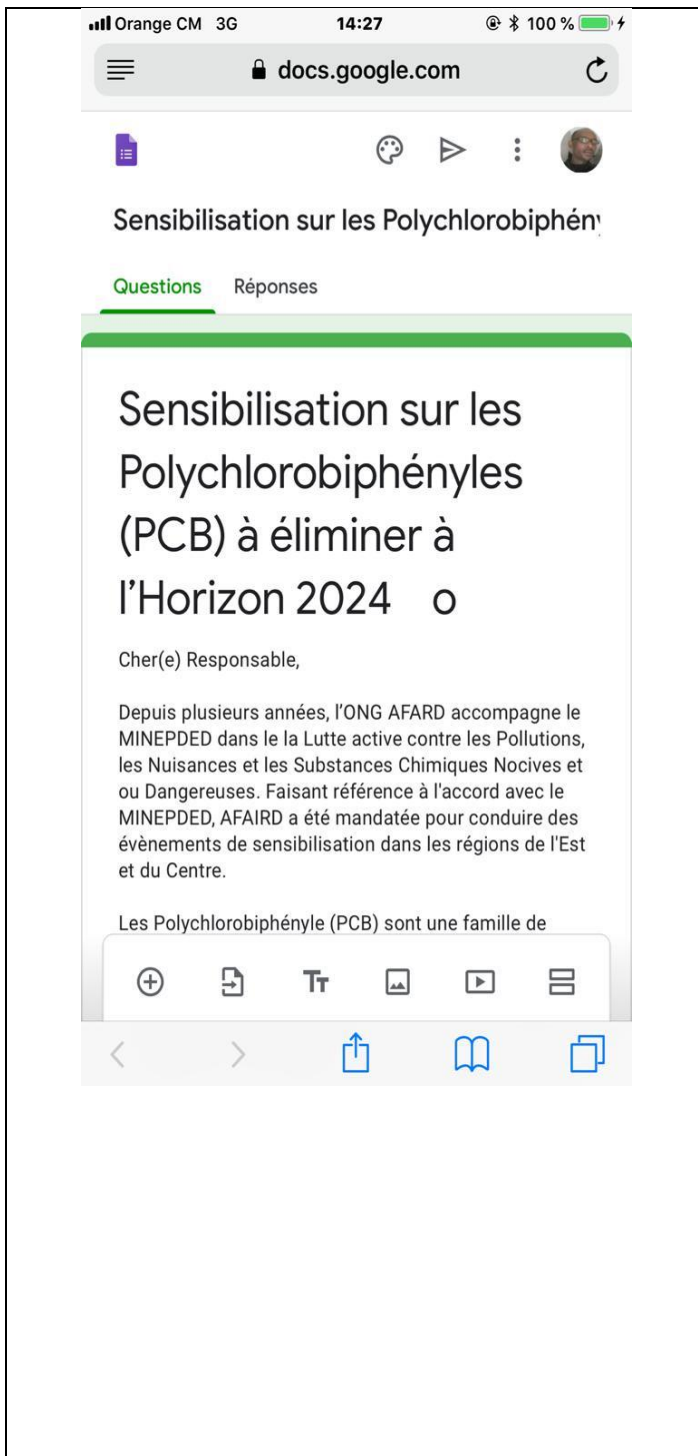 Orange CM 3G 14:27 100 %
docs.google.com
Sensibilisation sur les Polychlorobiphény
Questions Réponses
Sensibilisation sur les
Polychlorobiphényles
(PCB) à éliminer à
l’Horizon 2024 o
Cher(e) Responsable,
Depuis plusieurs années, l’ONG AFARD accompagne le
MINEPDED dans le la Lutte active contre les Pollutions,
les Nuisances et les Substances Chimiques Nocives et
ou Dangereuses. Faisant référence à l'accord avec le
MINEPDED, AFAIRD a été mandatée pour conduire des
évènements de sensibilisation dans les régions de l'Est
et du Centre.
Les Polychlorobiphényle (PCB) sont une famille de
Tт